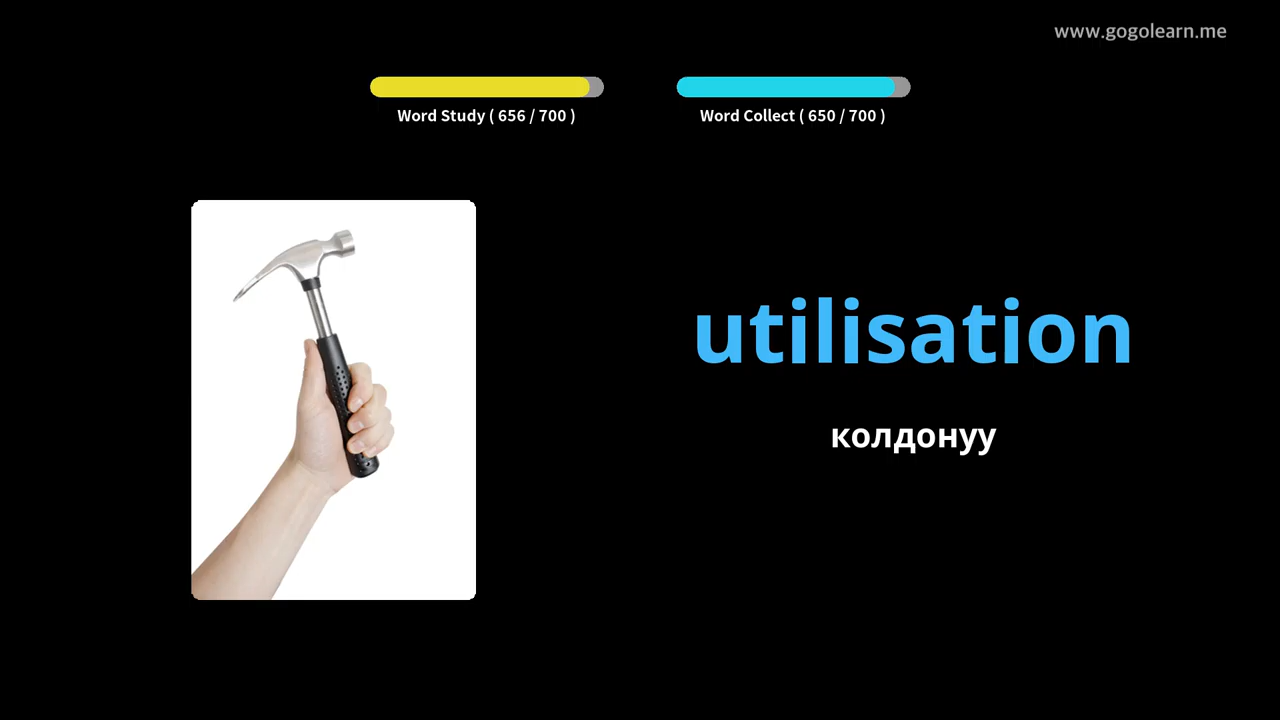 www.gogolearn.me
Word Study ( 656 / 700 )
Word Collect ( 650 / 700 )
utilisation
колдонуу